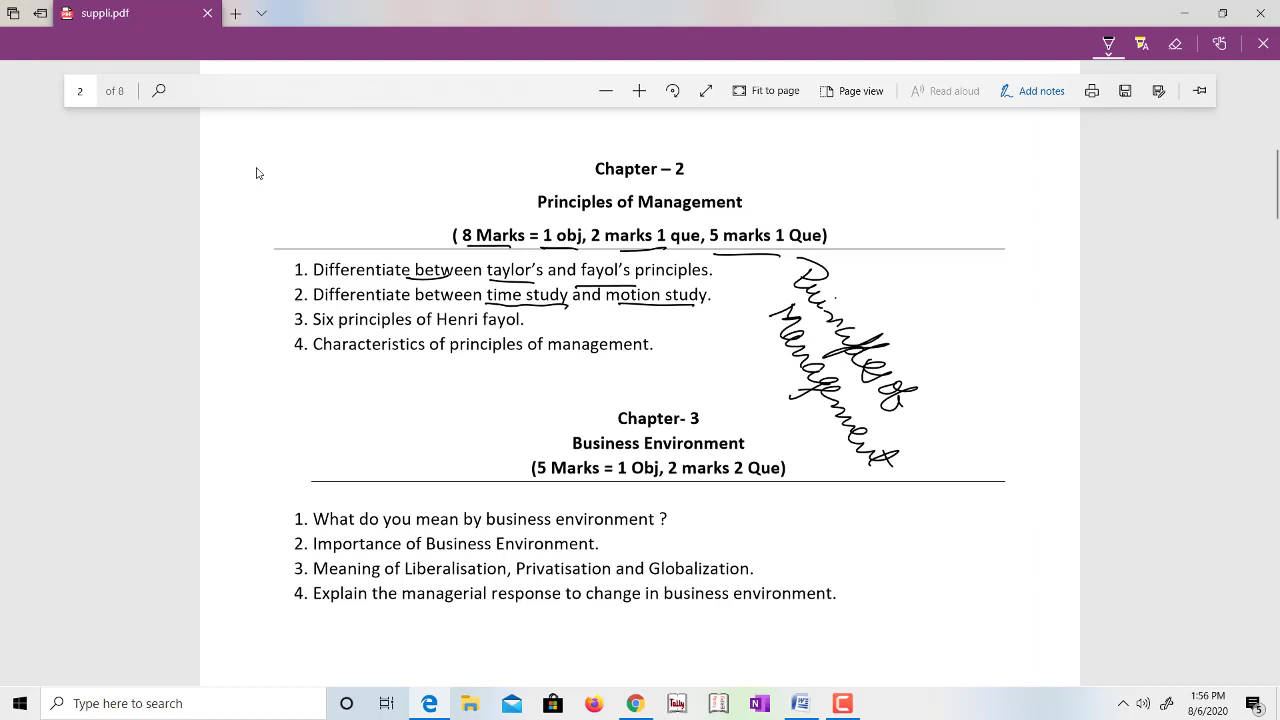 suppli.pdf
2 of 8
Fit to page
Page view
Read aloud
Add notes
Chapter – 2
Principles of Management
( 8 Marks = 1 obj, 2 marks 1 que, 5 marks 1 Que)
1. Differentiate between taylor's and fayol's principles.
2. Differentiate between time study and motion study.
3. Six principles of Henri fayol.
4. Characteristics of principles of management.
Principles of
Management
Chapter- 3
Business Environment
(5 Marks = 1 Obj, 2 marks 2 Que)
1. What do you mean by business environment ?
2. Importance of Business Environment.
3. Meaning of Liberalisation, Privatisation and Globalization.
4. Explain the managerial response to change in business environment.
Type here to search
Tally
1:56 PM
8/6/2020
5